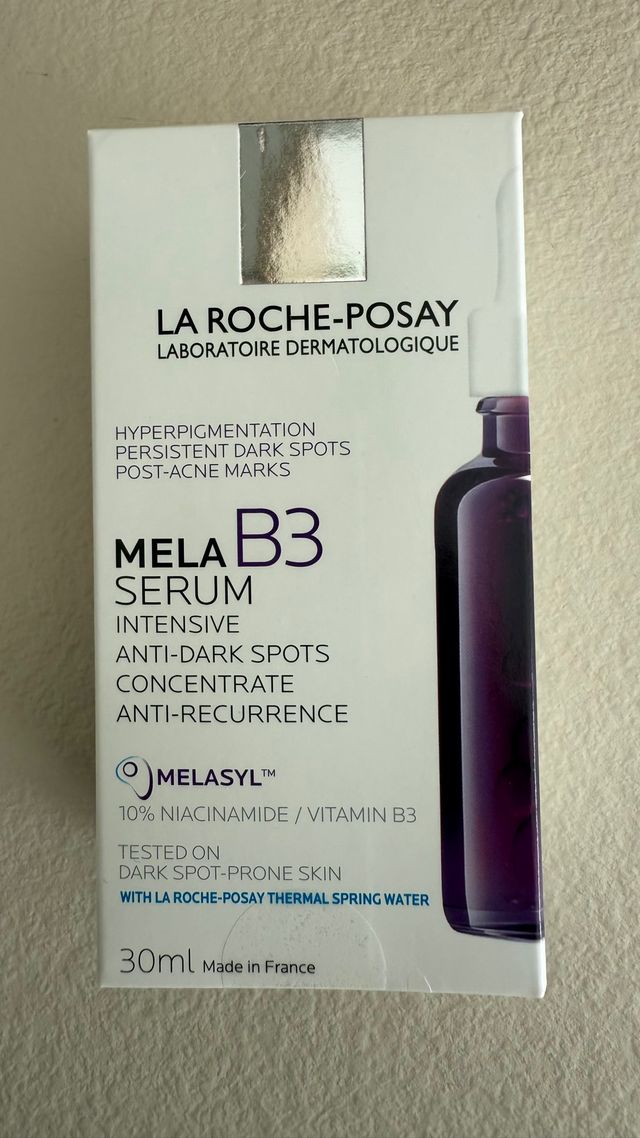 LA ROCHE-POSAY
LABORATOIRE DERMATOLOGIQUE
HYPERPIGMENTATION
PERSISTENT DARK SPOTS
POST-ACNE MARKS
MELA B3
SERUM
INTENSIVE
ANTI-DARK SPOTS
CONCENTRATE
ANTI-RECURRENCE
MELASYL™
10% NIACINAMIDE / VITAMIN B3
TESTED ON
DARK SPOT-PRONE SKIN
WITH LA ROCHE-POSAY THERMAL SPRING WATER
30ml Made in France